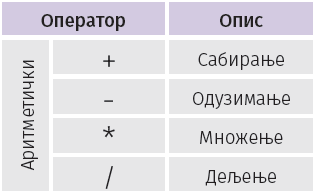 Оператор Опис
Аритметички
+ Сабирање
- Одузимање
* Множење
/ Дељење